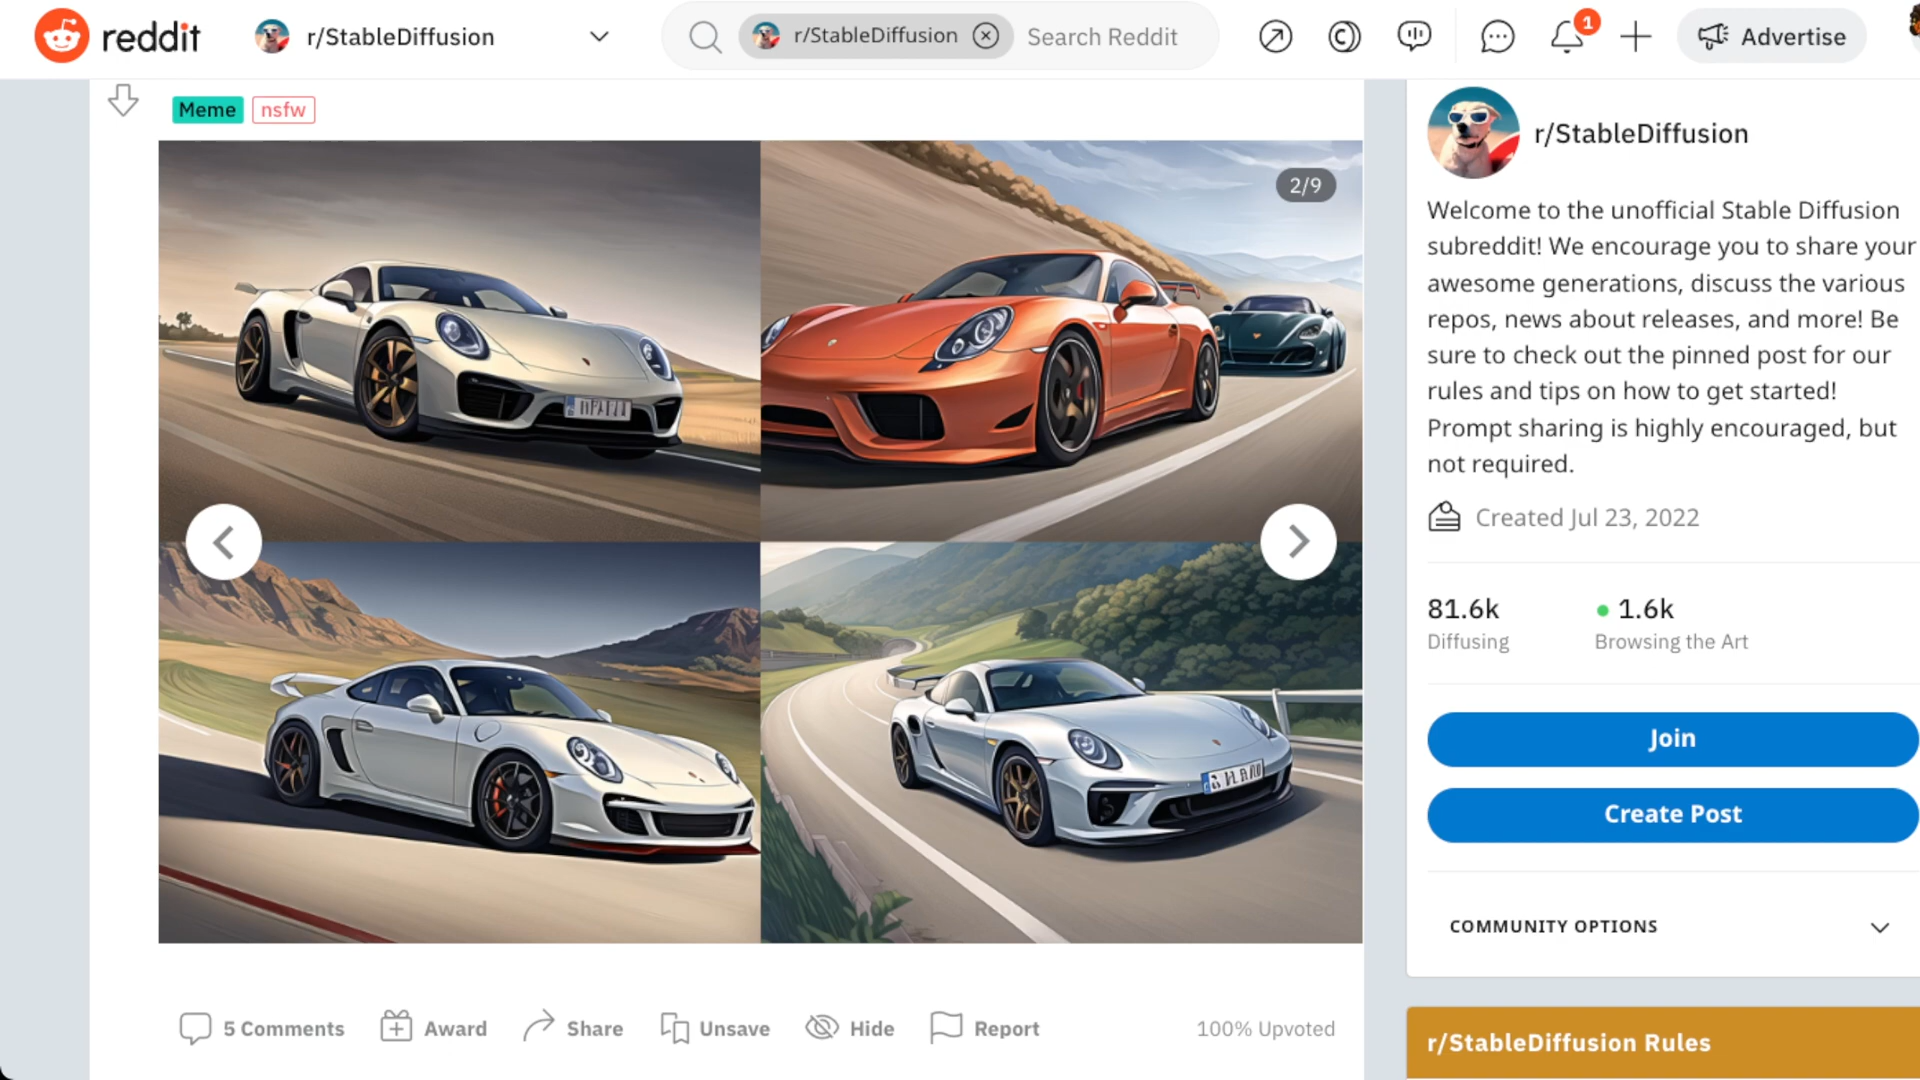 reddit
r/StableDiffusion
r/StableDiffusion
Search Reddit
1
Advertise
Meme
nsfw
2/9
r/StableDiffusion
Welcome to the unofficial Stable Diffusion
subreddit! We encourage you to share your
awesome generations, discuss the various
repos, news about releases, and more! Be
sure to check out the pinned post for our
rules and tips on how to get started!
Prompt sharing is highly encouraged, but
not required.
Created Jul 23, 2022
81.6k
1.6k
Diffusing
Browsing the Art
Join
Create Post
COMMUNITY OPTIONS
5 Comments
Award
Share
Unsave
Hide
Report
100% Upvoted
r/StableDiffusion Rules